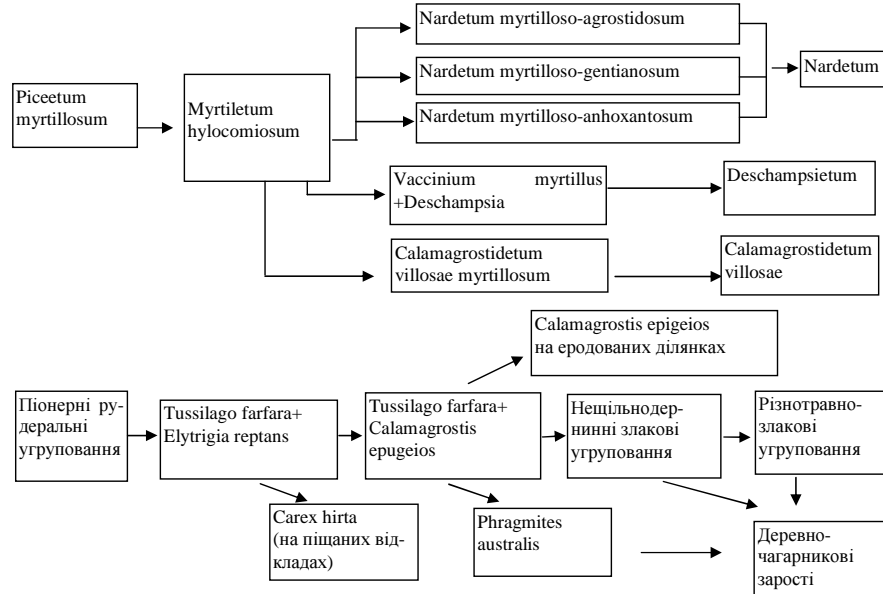 Nardetum myrtilloso-agrostidosum
Nardetum myrtilloso-gentianosum
Nardetum
Piceetum
myrtillosum
Myrtiletum
hylocomiosum
Nardetum myrtilloso-anhoxantosum
Vaccinium myrtillus
+Deschampsia
Deschampsietum
Calamagrostidetum
villosae myrtillosum
Calamagrostidetum
villosae
Calamagrostis epigeios
на еродованих ділянках
Піонерні ру-
деральні
угруповання
Tussilago farfara+
Elytrigia reptans
Tussilago farfara+
Calamagrostis
epugeios
Нещільнодер-
нинні злакові
угруповання
Різнотравно-
злакові
угруповання
Carex hirta
(на піщаних від-
кладах)
Phragmites
australis
Деревно-
чагарникові
зарості